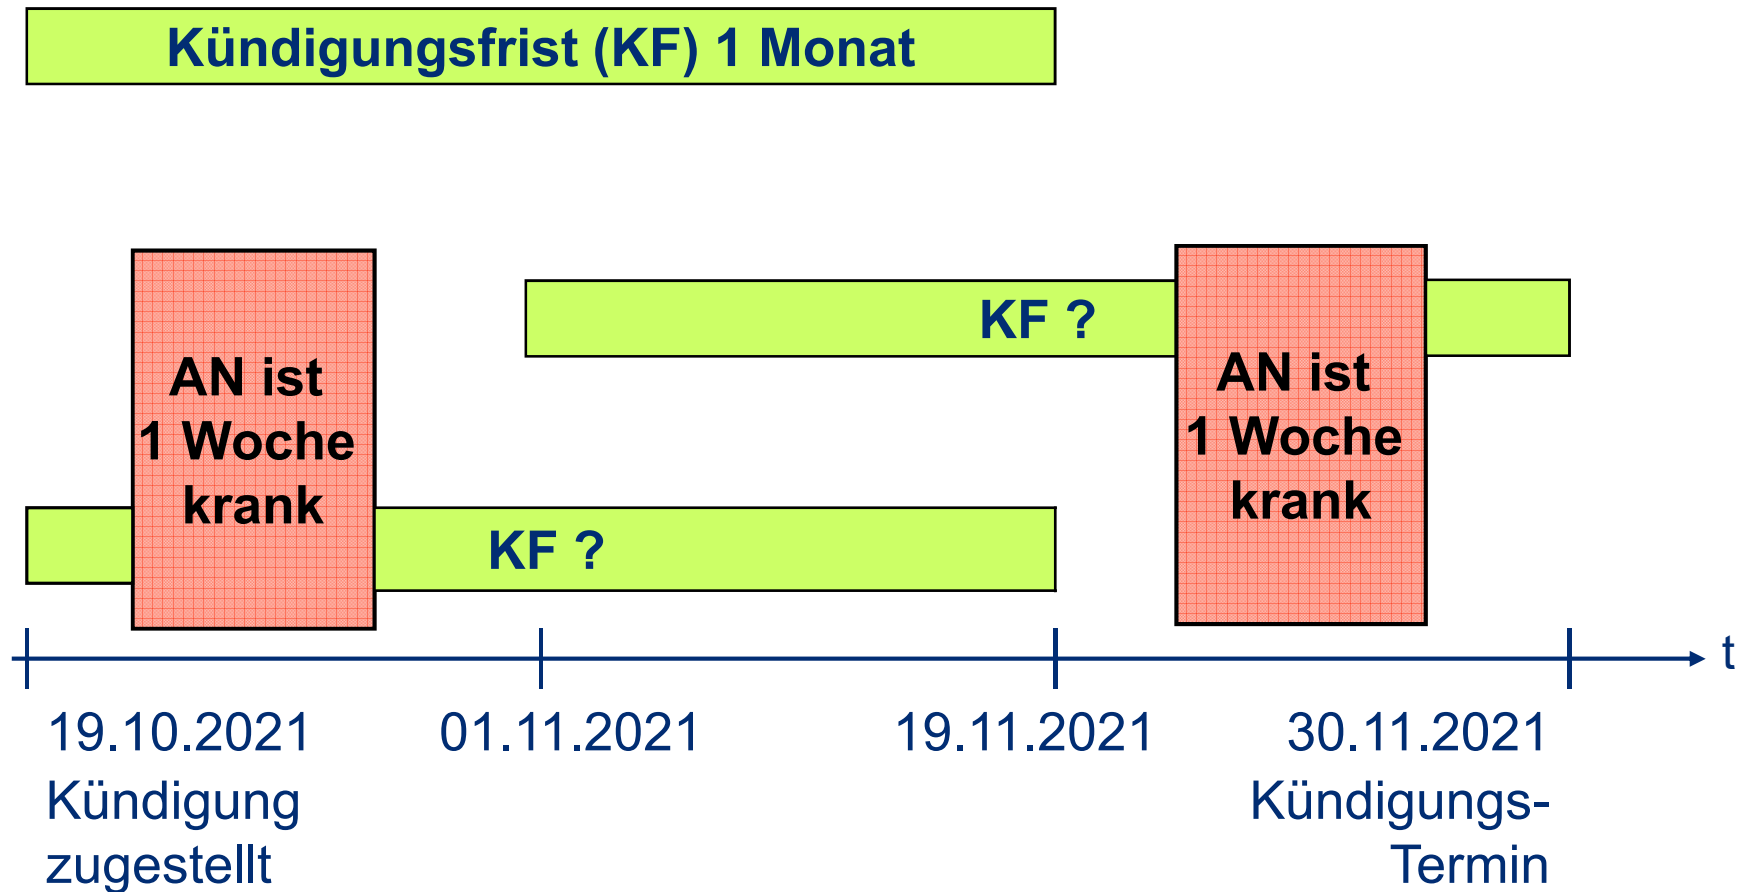 Kündigungsfrist (KF) 1 Monat
KF ?
AN ist
1 Woche
krank
AN ist
1 Woche
krank
KF ?
t
19.10.2021
01.11.2021
19.11.2021
30.11.2021
Kündigung
zugestellt
Kündigungs-
Termin